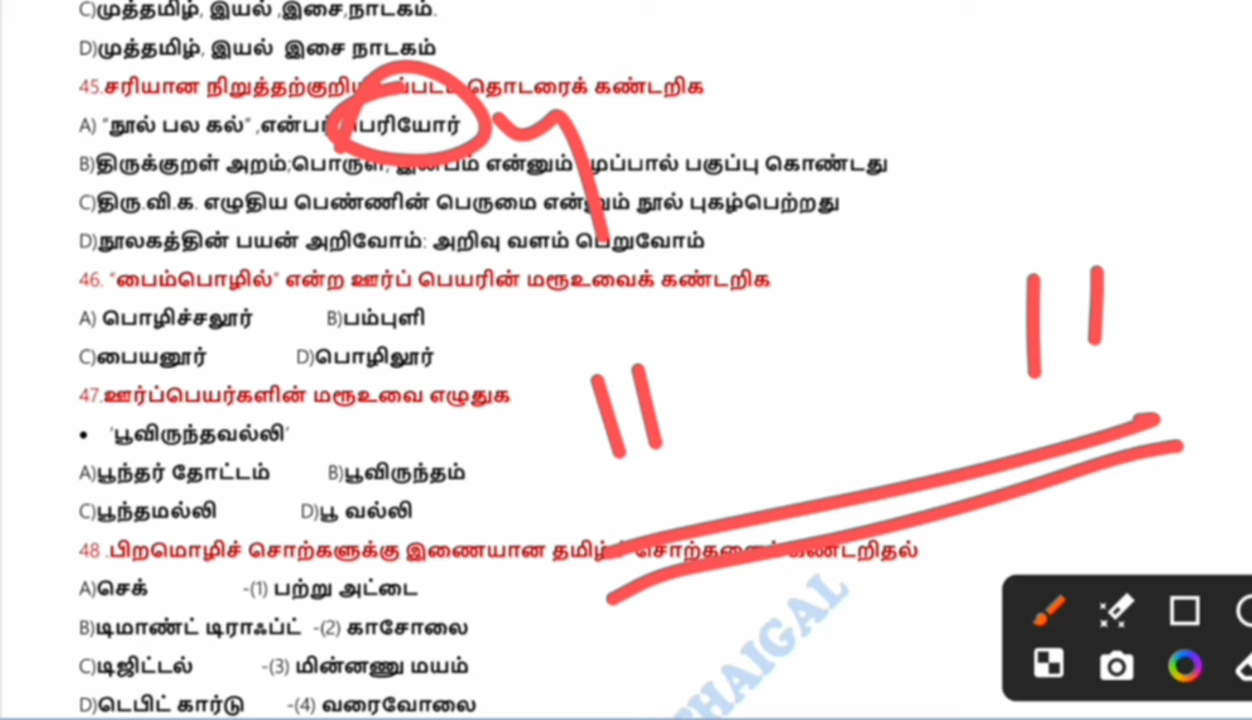 C)முத்தமிழ், இயல் ,இசை,நாடகம்.
D)முத்தமிழ், இயல் இசை நாடகம்
45.சரியான தொடரைக் கண்டறிக
A) "நூல் பல கல்" ,என்பர்
B)திருக்குறள் அறம்;பொருள், இன்பம் என்னும் முப்பால் பகுப்பு கொண்டது
C)திரு.வி.க. எழுதிய பெண்ணின் பெருமை என்னும் நூல் புகழ்பெற்றது
D)நூலகத்தின் பயன் அறிவோம்: அறிவு வளம் பெறுவோம்
46. "பைம்பொழில்" என்ற ஊர்ப் பெயரின் மரூஉவைக் கண்டறிக
A) பொழிச்சலூர் B)பம்புளி
C)பையனூர் D)பொழிலூர்
47.ஊர்ப்பெயர்களின் மரூஉவை எழுதுக
• 'பூவிருந்தவல்லி'
A)பூந்தர் தோட்டம் B)பூவிருந்தம்
C)பூந்தமல்லி D)பூ வல்லி
48 .பிறமொழிச் சொற்களுக்கு இணையான தமிழ்ச் சொற்களைக் கண்டறிதல்
A)செக் -(1) பற்று அட்டை
B)டிமாண்ட் டிராஃப்ட் -(2) காசோலை
C)டிஜிட்டல் -(3) மின்னணு மயம்
D)டெபிட் கார்டு -(4) வரைவோலை